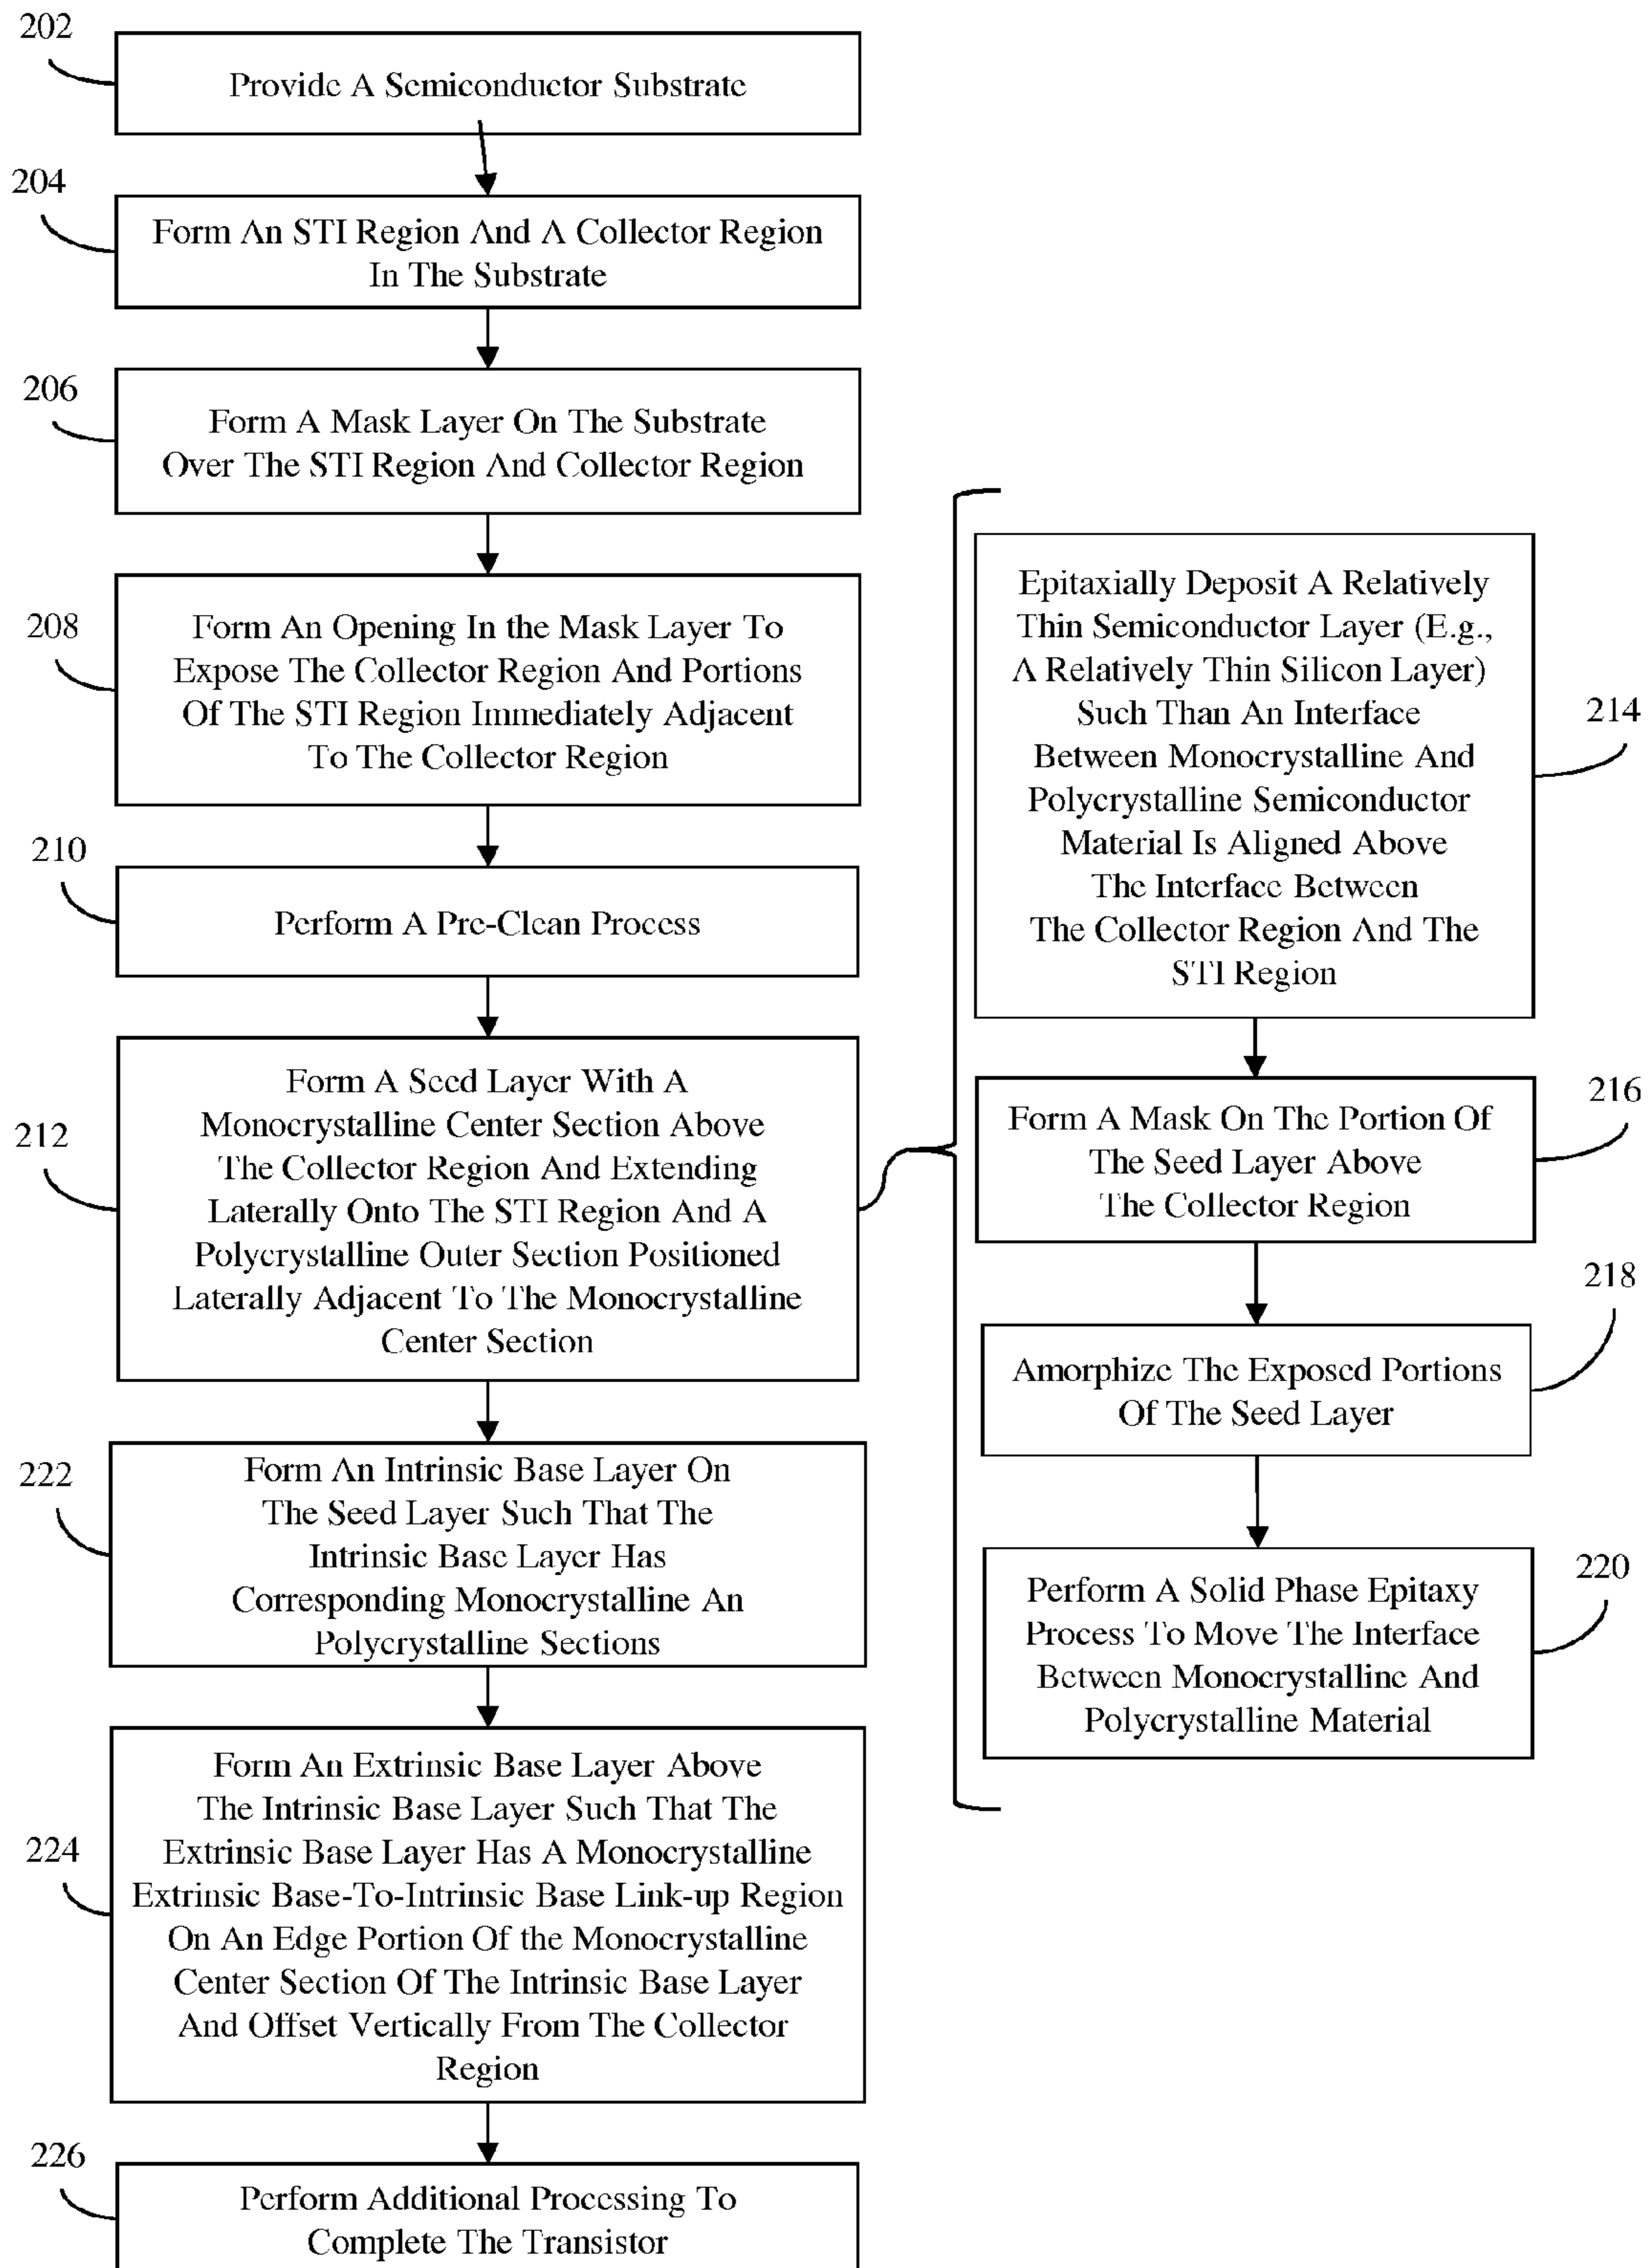 202
Provide A Semiconductor Substrate
204
Form An STI Region And A Collector Region
In The Substrate
206
Form A Mask Layer On The Substrate
Over The STI Region And Collector Region
208
Form An Opening In the Mask Layer To
Expose The Collector Region And Portions
Of The STI Region Immediately Adjacent
To The Collector Region
210
Perform A Pre-Clean Process
212
Form A Seed Layer With A
Monocrystalline Center Section Above
The Collector Region And Extending
Laterally Onto The STI Region And A
Polycrystalline Outer Section Positioned
Laterally Adjacent To The Monocrystalline
Center Section
214
Epitaxially Deposit A Relatively
Thin Semiconductor Layer (E.g.,
A Relatively Thin Silicon Layer)
Such Than An Interface
Between Monocrystalline And
Polycrystalline Semiconductor
Material Is Aligned Above
The Interface Between
The Collector Region And The
STI Region
216
Form A Mask On The Portion Of
The Seed Layer Above
The Collector Region
218
Amorphize The Exposed Portions
Of The Seed Layer
220
Perform A Solid Phase Epitaxy
Process To Move The Interface
Between Monocrystalline And
Polycrystalline Material
222
Form An Intrinsic Base Layer On
The Seed Layer Such That The
Intrinsic Base Layer Has
Corresponding Monocrystalline An
Polycrystalline Sections
224
Form An Extrinsic Base Layer Above
The Intrinsic Base Layer Such That The
Extrinsic Base Layer Has A Monocrystalline
Extrinsic Base-To-Intrinsic Base Link-up Region
On An Edge Portion Of the Monocrystalline
Center Section Of The Intrinsic Base Layer
And Offset Vertically From The Collector
Region
226
Perform Additional Processing To
Complete The Transistor